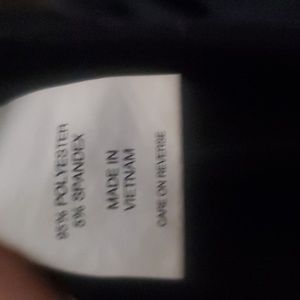 95% POLYESTER
5% SPANDEX
MADE IN
VIETNAM
CARE ON REVERSE